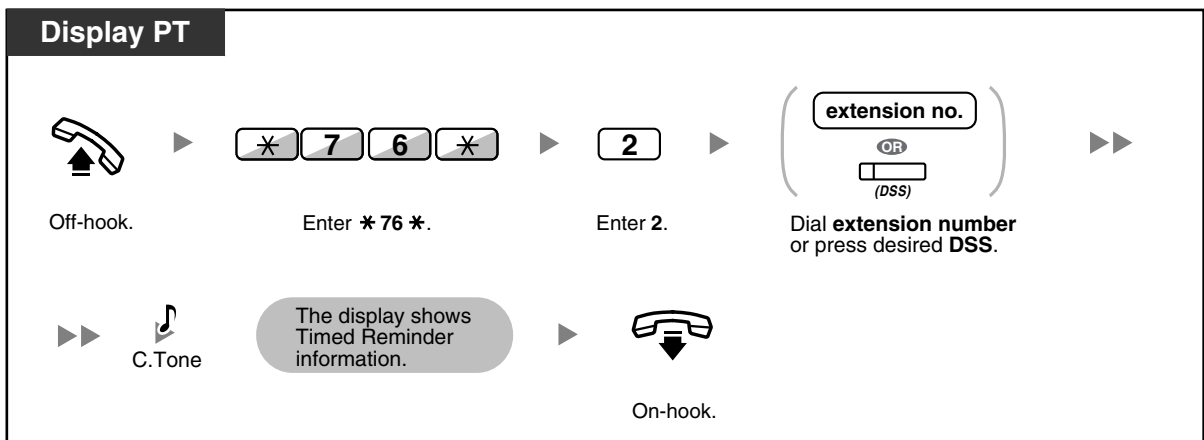 Display PT
* 7 6 *
2
extension no.
OR
(DSS)
Off-hook.
Enter * 76 *.
Enter 2.
Dial extension number
or press desired DSS.
C.Tone
The display shows
Timed Reminder
information.
On-hook.